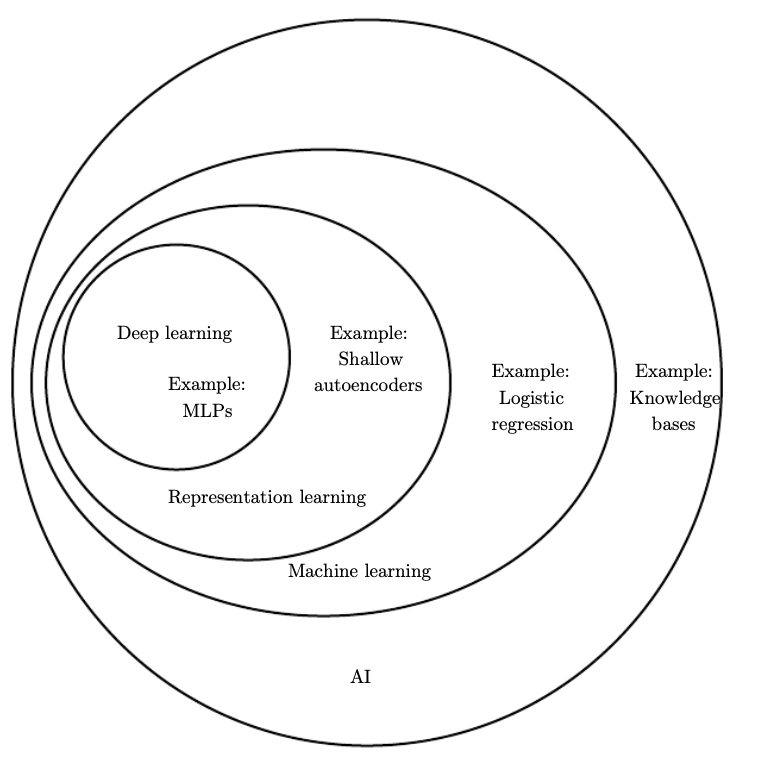 Deep learning
Example:
MLPs
Example:
Shallow
autoencoders
Example:
Logistic
regression
Example:
Knowledge
bases
Representation learning
Machine learning
AI